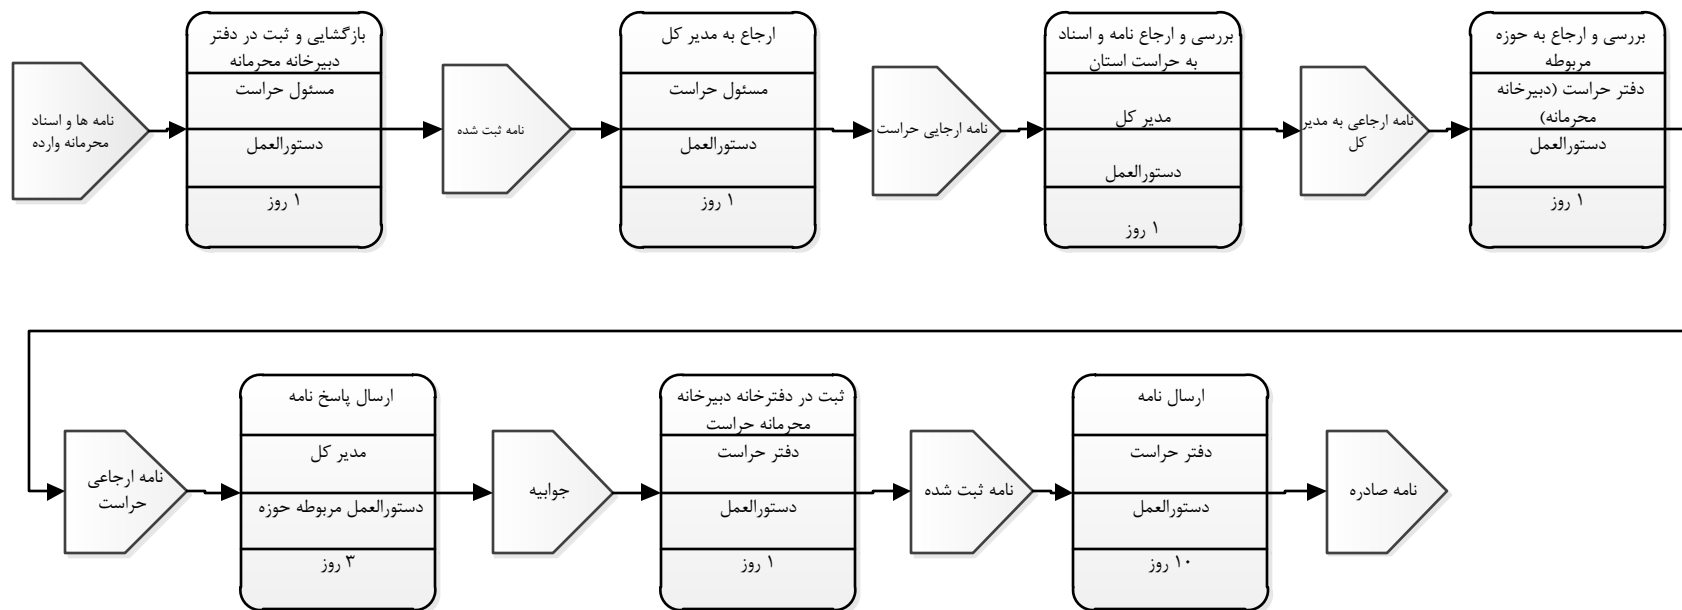 نامه ها و اسناد
محرمانه وارده
بازگشایی و ثبت در دفتر
دبیرخانه محرمانه
مسئول حراست
دستورالعمل
۱ روز
نامه ثبت شده
ارجاع به مدیر کل
مسئول حراست
دستورالعمل
۱ روز
نامه ارجایی حراست
بررسی و ارجاع نامه و اسناد
به حراست استان
مدیر کل
دستورالعمل
۱ روز
نامه ارجاعی به مدیر
کل
بررسی و ارجاع به حوزه
مربوطه
دفتر حراست (دبیرخانه
محرمانه)
دستورالعمل
۱ روز
نامه ارجاعی
حراست
ارسال پاسخ نامه
مدیر کل
دستورالعمل مربوطه حوزه
۳ روز
جوابیه
ثبت در دفترخانه دبیرخانه
محرمانه حراست
دفتر حراست
دستورالعمل
۱ روز
نامه ثبت شده
ارسال نامه
دفتر حراست
دستورالعمل
۱۰ روز
نامه صادره